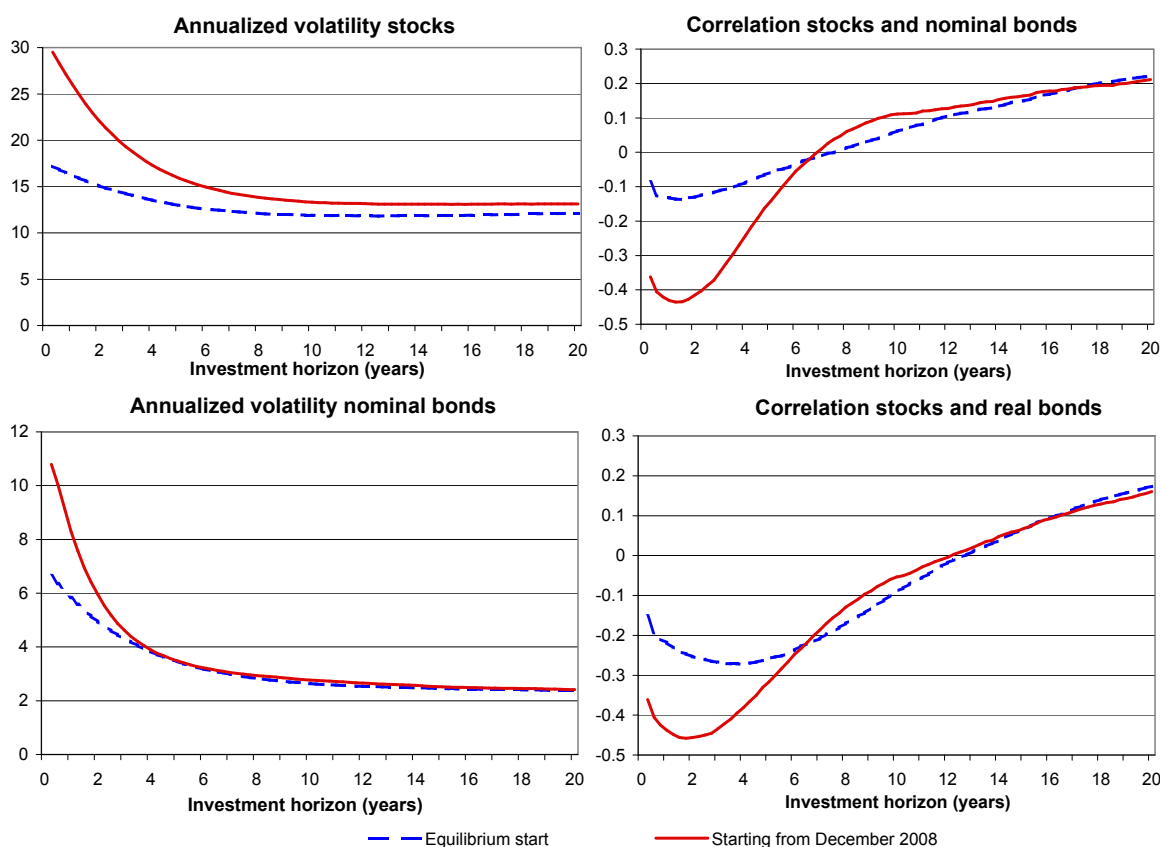 Annualized volatility stocks
30
25
20
15
10
5
0
0 2 4 6 8 10 12 14 16 18 20
Investment horizon (years)
Correlation stocks and nominal bonds
0.3
0.2
0.1
0
-0.1
-0.2
-0.3
-0.4
-0.5
0 2 4 6 8 10 12 14 16 18 20
Investment horizon (years)
Annualized volatility nominal bonds
12
10
8
6
4
2
0
0 2 4 6 8 10 12 14 16 18 20
Investment horizon (years)
Correlation stocks and real bonds
0.3
0.2
0.1
0
-0.1
-0.2
-0.3
-0.4
-0.5
0 2 4 6 8 10 12 14 16 18 20
Investment horizon (years)
Equilibrium start
Starting from December 2008